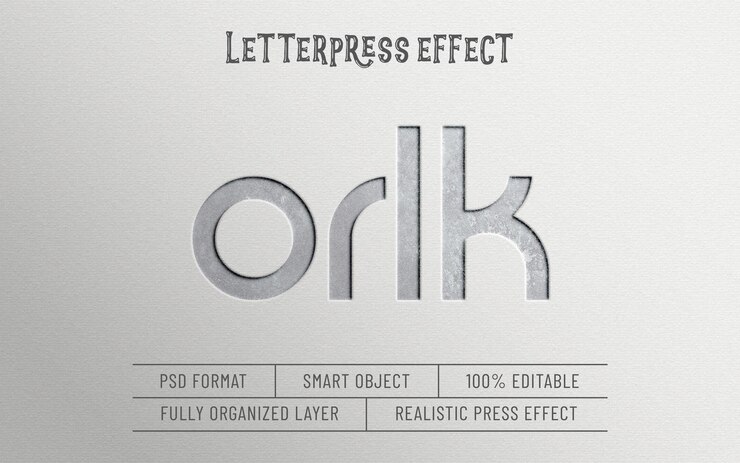 LETTERPRESS EFFECT
orlk
PSD FORMAT SMART OBJECT 100% EDITABLE
FULLY ORGANIZED LAYER REALISTIC PRESS EFFECT